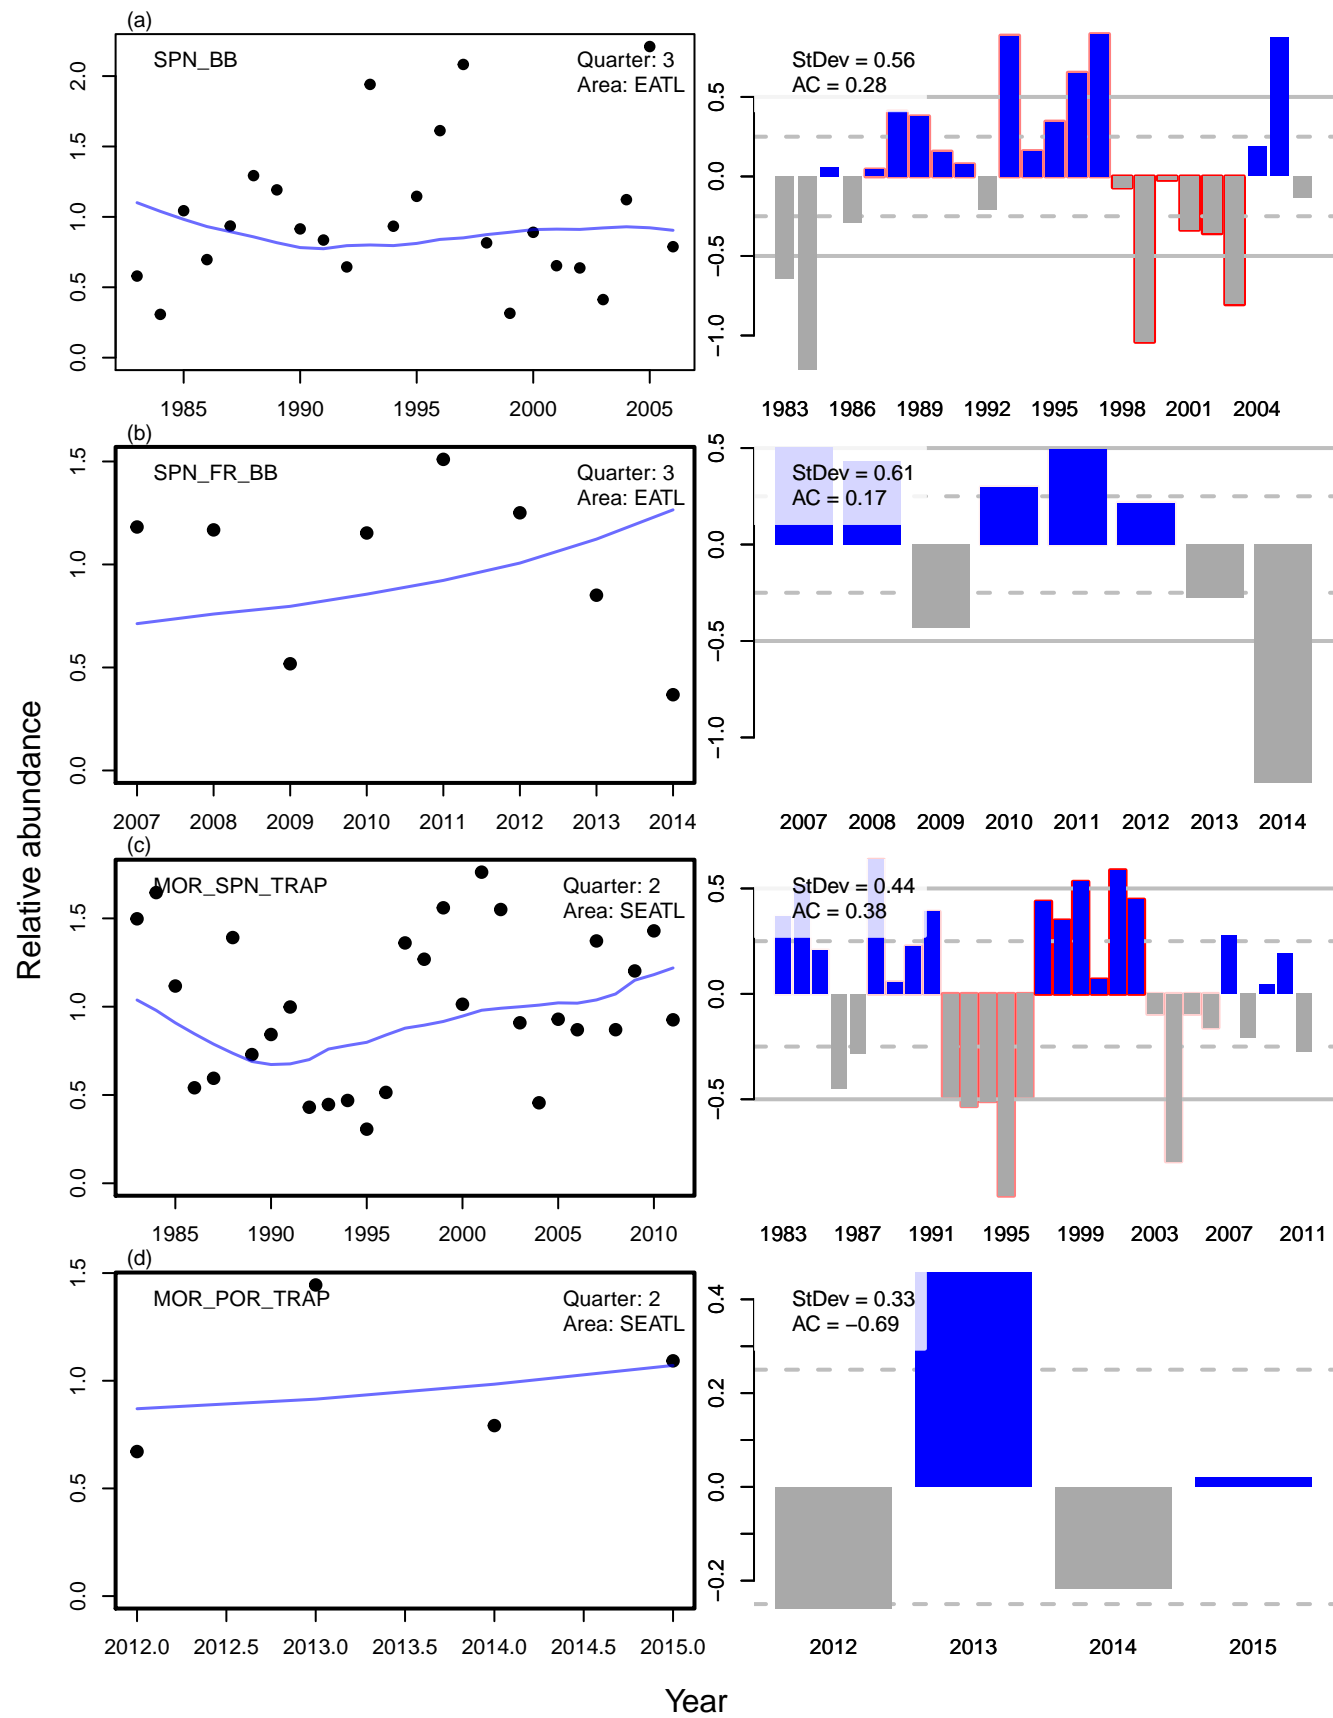 (a)
SPN_BB
Quarter: 3
Area: EATL
0.0 0.5 1.0 1.5 2.0
1985 1990 1995 2000 2005
StDev = 0.56
AC = 0.28
−1.0 −0.5 0.0 0.5
1983 1986 1989 1992 1995 1998 2001 2004
(b)
SPN_FR_BB
Quarter: 3
Area: EATL
0.0 0.5 1.0 1.5
2007 2008 2009 2010 2011 2012 2013 2014
StDev = 0.61
AC = 0.17
−1.0 −0.5 0.0 0.5
2007 2008 2009 2010 2011 2012 2013 2014
(c)
MOR_SPN_TRAP
Quarter: 2
Area: SEATL
0.0 0.5 1.0 1.5
1985 1990 1995 2000 2005 2010
StDev = 0.44
AC = 0.38
−0.5 0.0 0.5
1983 1987 1991 1995 1999 2003 2007 2011
(d)
MOR_POR_TRAP
Quarter: 2
Area: SEATL
0.0 0.5 1.0 1.5
2012.0 2012.5 2013.0 2013.5 2014.0 2014.5 2015.0
StDev = 0.33
AC = −0.69
−0.2 0.0 0.2 0.4
2012 2013 2014 2015
Relative abundance
Year